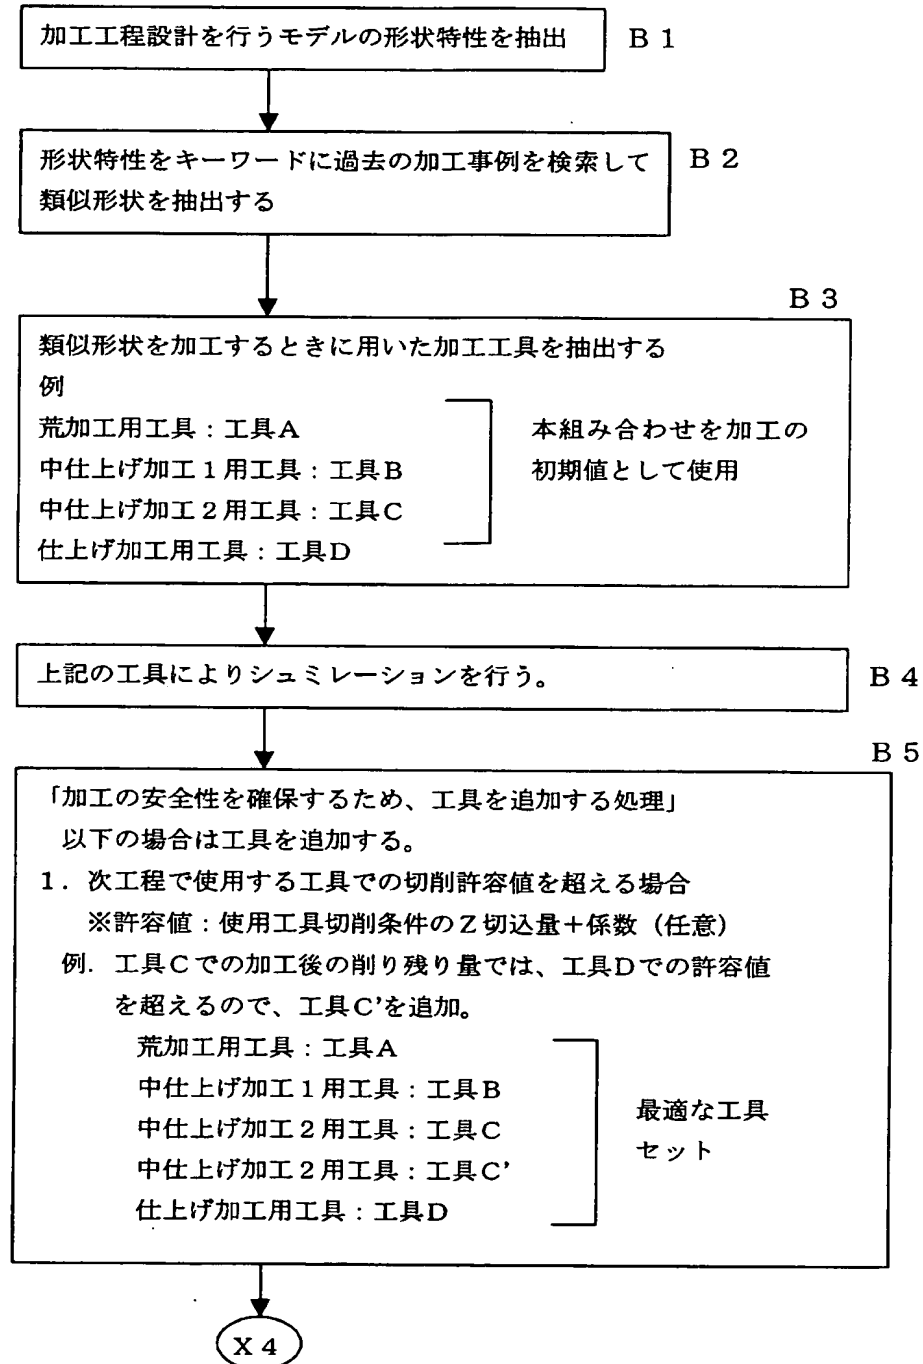 加工工程設計を行うモデルの形状特性を抽出
B1
形状特性をキーワードに過去の加工事例を検索して
類似形状を抽出する
B2
B3
類似形状を加工するときに用いた加工工具を抽出する
例
荒加工用工具：工具A
中仕上げ加工1用工具：工具B
中仕上げ加工2用工具：工具C
仕上げ加工用工具：工具D
本組み合わせを加工の
初期値として使用
上記の工具によりシュミレーションを行う。
B4
B5
「加工の安全性を確保するため、工具を追加する処理」
以下の場合は工具を追加する。
1．次工程で使用する工具での切削許容値を超える場合
※許容値：使用工具切削条件のZ切込量＋係数（任意）
例．工具Cでの加工後の削り残り量では、工具Dでの許容値
を超えるので、工具C'を追加。
荒加工用工具：工具A
中仕上げ加工1用工具：工具B
中仕上げ加工2用工具：工具C
中仕上げ加工2用工具：工具C'
仕上げ加工用工具：工具D
最適な工具
セット
X4